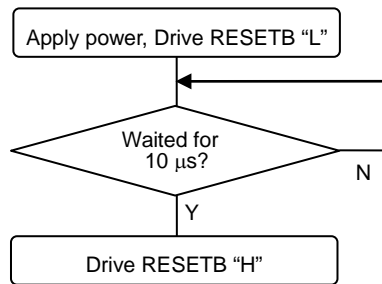 Apply power, Drive RESETB “L”
Waited for
10 μs?
N
Y
Drive RESETB “H”